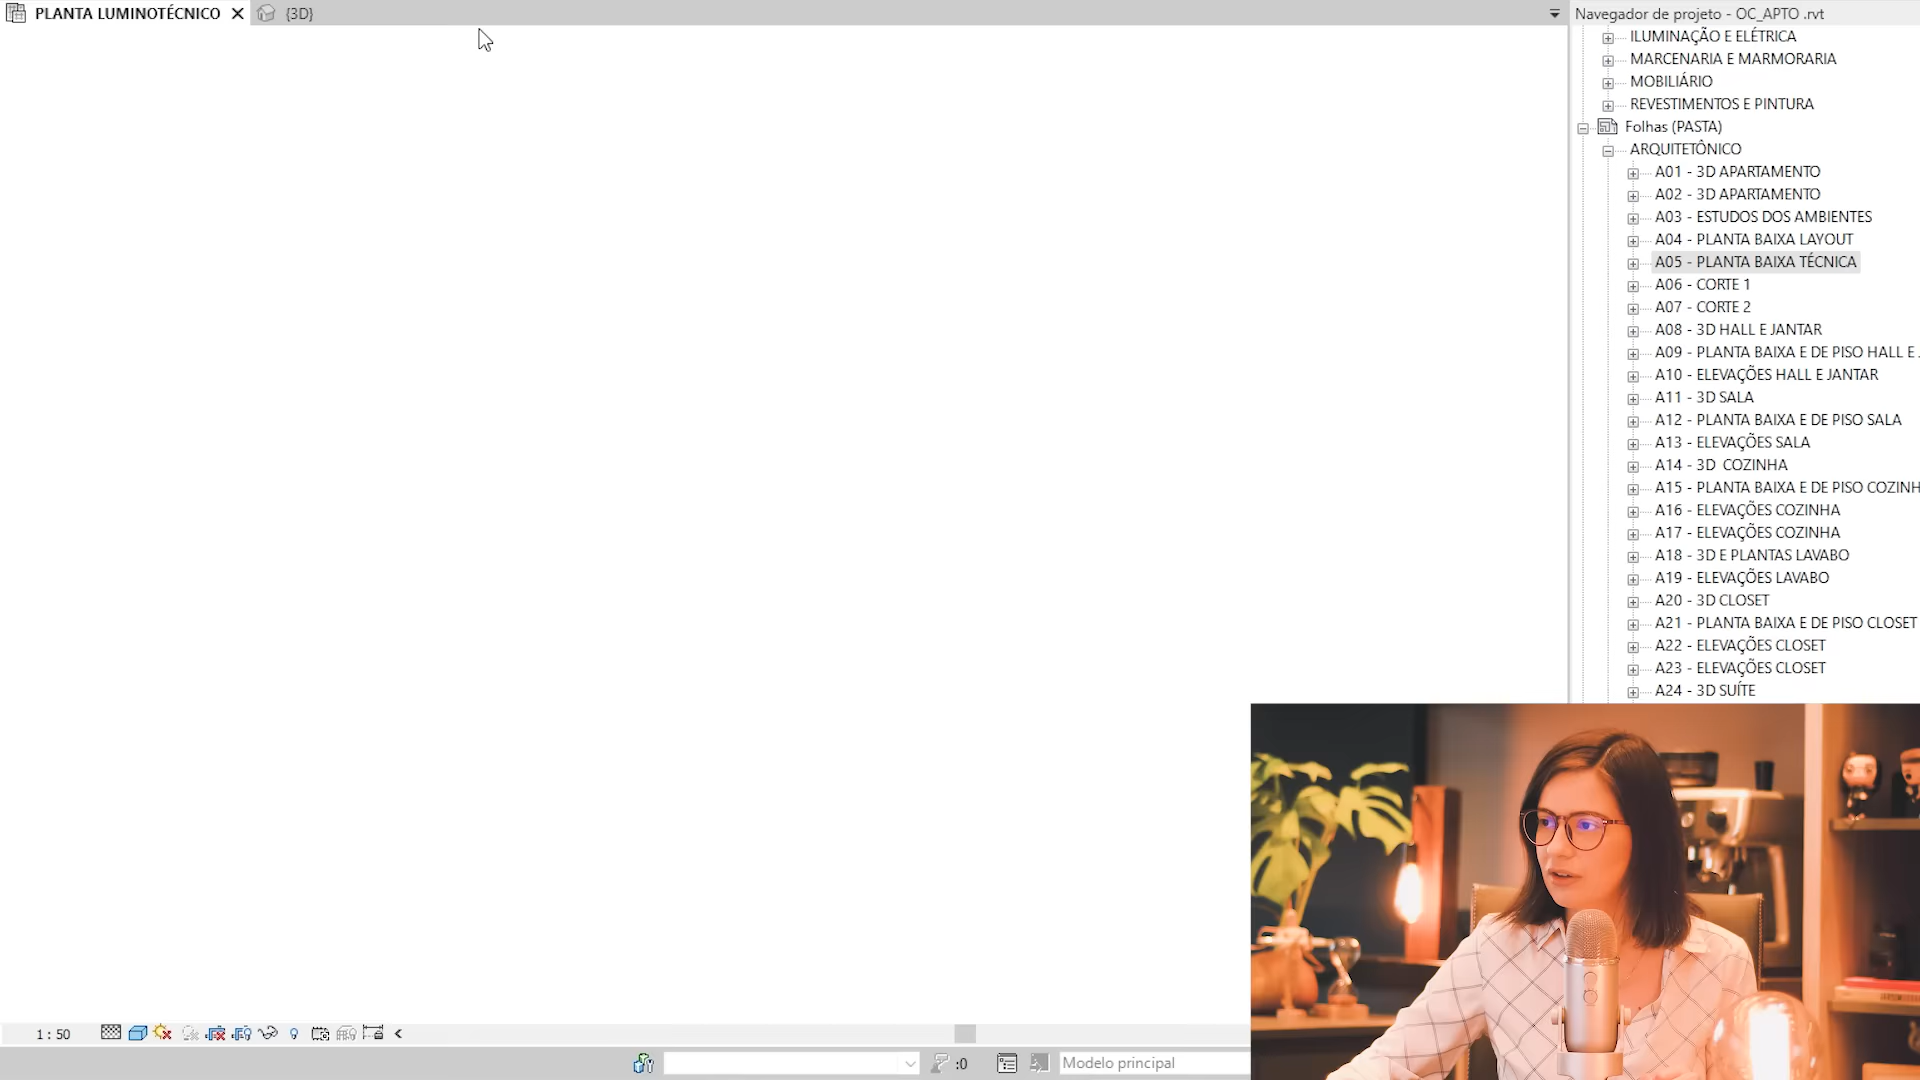 PLANTA LUMINOTÉCNICO
{3D}
Navegador de projeto - OC_APTO .rvt
ILUMINAÇÃO E ELÉTRICA
MARCENARIA E MARMORARIA
MOBILIÁRIO
REVESTIMENTOS E PINTURA
Folhas (PASTA)
ARQUITETÔNICO
A01 - 3D APARTAMENTO
A02 - 3D APARTAMENTO
A03 - ESTUDOS DOS AMBIENTES
A04 - PLANTA BAIXA LAYOUT
A05 - PLANTA BAIXA TÉCNICA
A06 - CORTE 1
A07 - CORTE 2
A08 - 3D HALL E JANTAR
A09 - PLANTA BAIXA E DE PISO HALL E
A10 - ELEVAÇÕES HALL E JANTAR
A11 - 3D SALA
A12 - PLANTA BAIXA E DE PISO SALA
A13 - ELEVAÇÕES SALA
A14 - 3D COZINHA
A15 - PLANTA BAIXA E DE PISO COZINH
A16 - ELEVAÇÕES COZINHA
A17 - ELEVAÇÕES COZINHA
A18 - 3D E PLANTAS LAVABO
A19 - ELEVAÇÕES LAVABO
A20 - 3D CLOSET
A21 - PLANTA BAIXA E DE PISO CLOSET
A22 - ELEVAÇÕES CLOSET
A23 - ELEVAÇÕES CLOSET
A24 - 3D SUÍTE
1 : 50
:0
Modelo principal